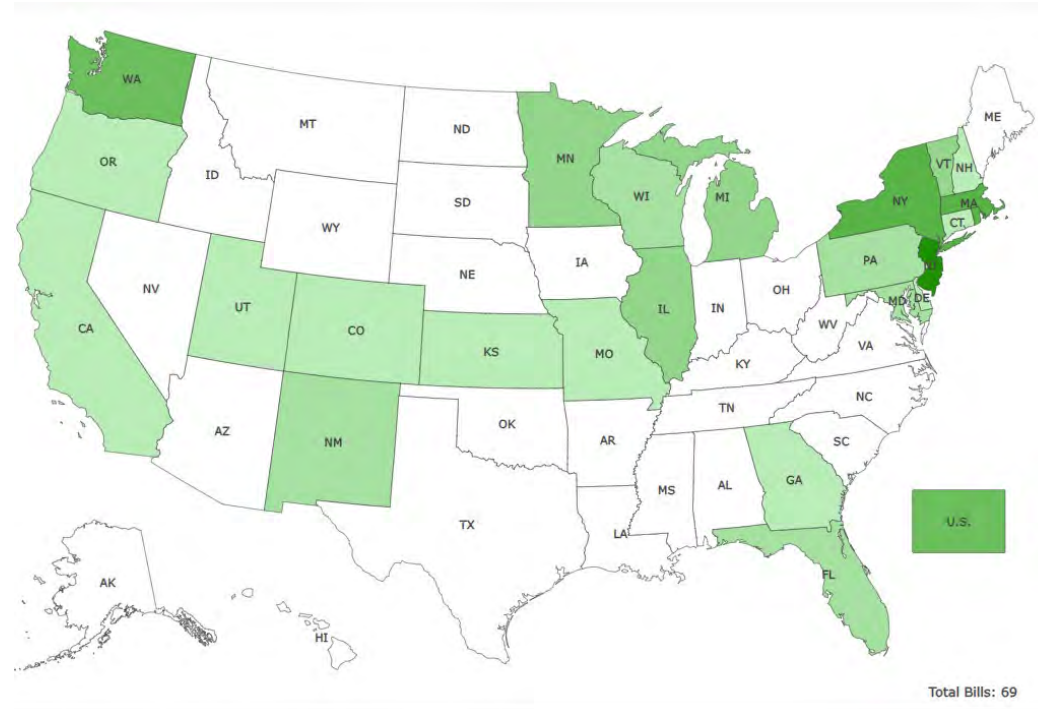 WA
MT
ND
MN
ME
OR
ID
SD
WI
MI
VT
NH
NY
MA
CT
WY
IA
PA
NE
NV
UT
CO
IL
IN
OH
MD
DE
NJ
CA
KS
MO
WV
VA
KY
AZ
NM
OK
AR
TN
NC
SC
MS
AL
GA
TX
LA
U.S.
FL
AK
HI
Total Bills: 69